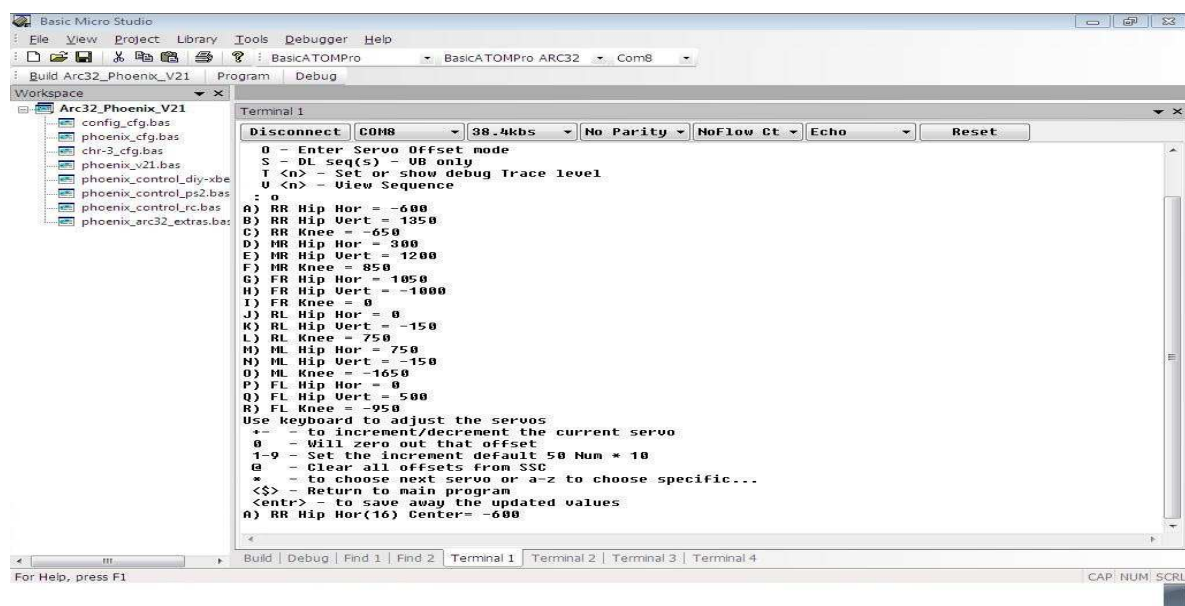 Basic Micro Studio
File View Project Library Tools Debugger Help
BasicATOMPro BasicATOMPro ARC32 Com8
Build Arc32_Phoenix_V21 Program Debug
Workspace
Arc32_Phoenix_V21
config_cfg.bas
phoenix_cfg.bas
chr-3_cfg.bas
phoenix_v21.bas
phoenix_control_diy-xbe
phoenix_control_ps2.bas
phoenix_control_rc.bas
phoenix_arc32_extras.bas
Terminal 1
Disconnect COM8 38.4kbs No Parity NoFlow Ct Echo Reset
O - Enter Servo Offset mode
S - DL seq(s) - VB only
T <n> - Set or show debug Trace level
V <n> - View Sequence
: o
A) RR Hip Hor = -600
B) RR Hip Vert = 1350
C) RR Knee = -650
D) MR Hip Hor = 300
E) MR Hip Vert = 1200
F) MR Knee = 850
G) FR Hip Hor = 1050
H) FR Hip Vert = -1000
I) FR Knee = 0
J) RL Hip Hor = 0
K) RL Hip Vert = -150
L) RL Knee = 750
M) ML Hip Hor = 750
N) ML Hip Vert = -150
O) ML Knee = -1650
P) FL Hip Hor = 0
Q) FL Hip Vert = 500
R) FL Knee = -950
Use keyboard to adjust the servos
+- - to increment/decrement the current servo
0 - Will zero out that offset
1-9 - Set the increment default 50 Num * 10
@ - Clear all offsets from SSC
* - to choose next servo or a-z to choose specific...
<$> - Return to main program
<entr> - to save away the updated values
A) RR Hip Hor(16) Center= -600
Build Debug Find 1 Find 2 Terminal 1 Terminal 2 Terminal 3 Terminal 4
For Help, press F1
CAP NUM SCRL